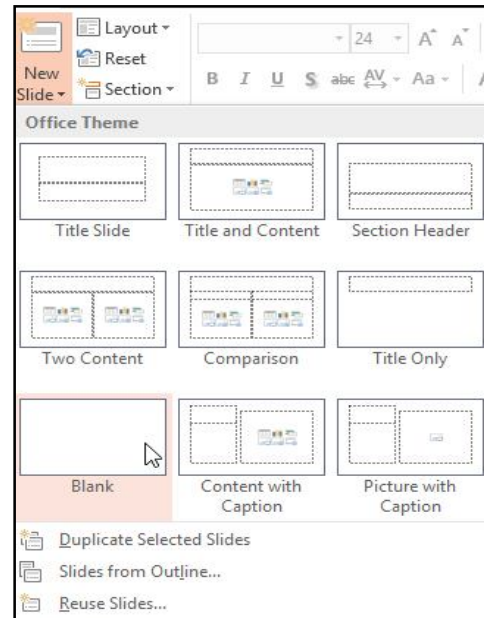 Layout
Reset
New
Slide
Section
24
A A
B I U S abc AV Aa
Office Theme
Title Slide Title and Content Section Header
Two Content Comparison Title Only
Blank Content with Caption Picture with Caption
Duplicate Selected Slides
Slides from Outline...
Reuse Slides...